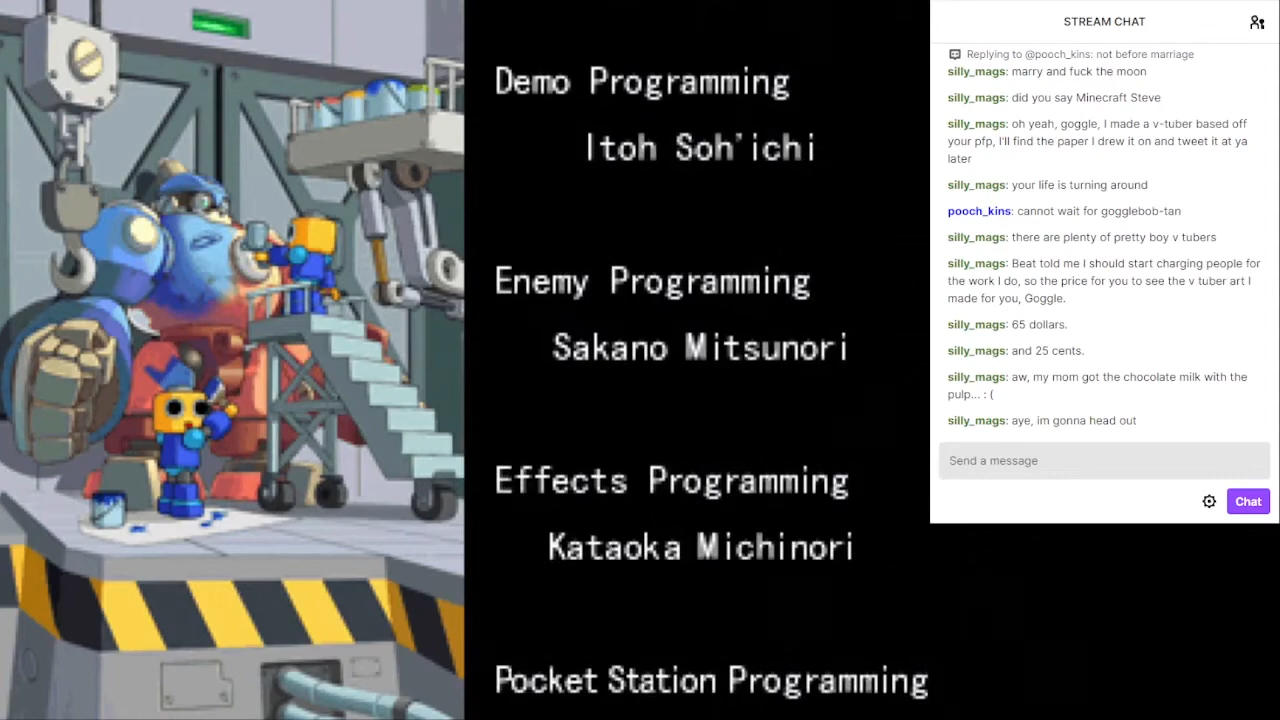 Demo Programming
Itoh Soh'ichi
Enemy Programming
Sakano Mitsunori
Effects Programming
Kataoka Michinori
Pocket Station Programming
STREAM CHAT
Replying to @pooch_kins: not before marriage
silly_mags: marry and fuck the moon
silly_mags: did you say Minecraft Steve
silly_mags: oh yeah, goggle, I made a v-tuber based off
your pfp, I'll find the paper I drew it on and tweet it at ya
later
silly_mags: your life is turning around
pooch_kins: cannot wait for gogglebob-tan
silly_mags: there are plenty of pretty boy v tubers
silly_mags: Beat told me I should start charging people for
the work I do, so the price for you to see the v tuber art I
made for you, Goggle.
silly_mags: 65 dollars.
silly_mags: and 25 cents.
silly_mags: aw, my mom got the chocolate milk with the
pulp... : (
silly_mags: aye, im gonna head out
Send a message
Chat